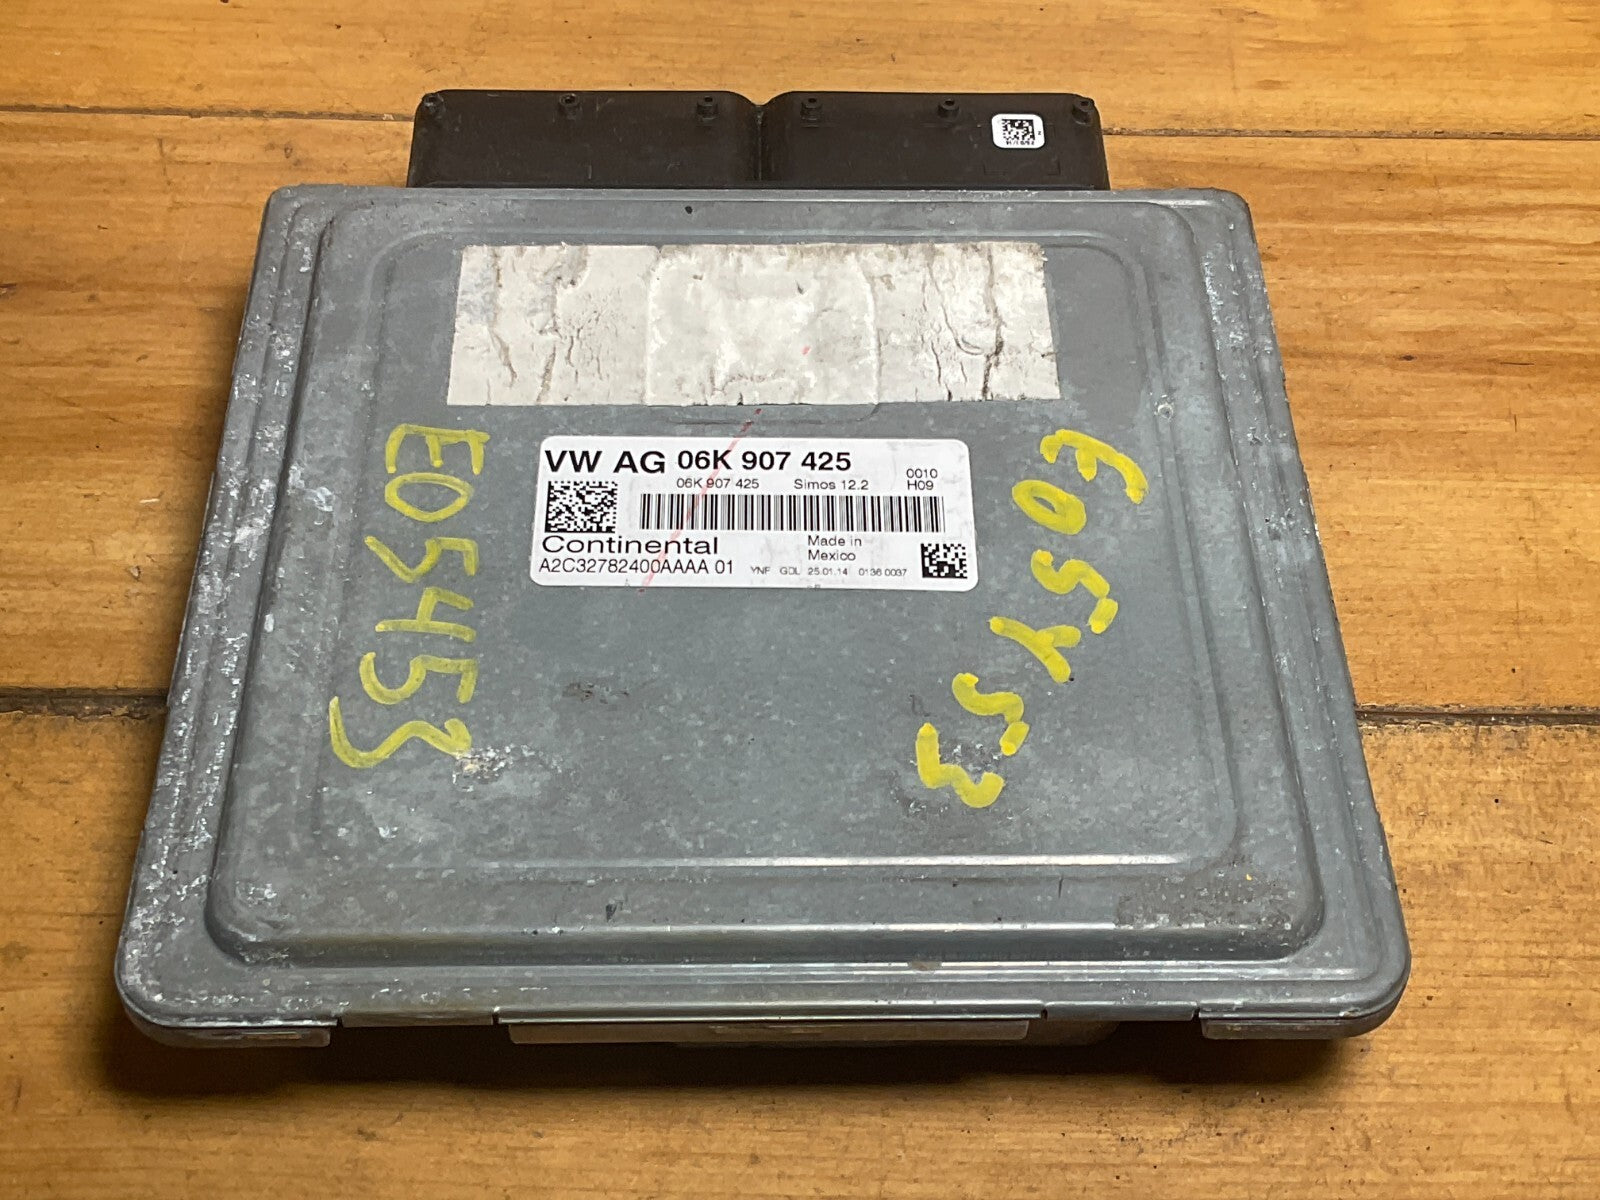 VW AG 06K 907 425
06K 907 425 Simos 12.2 0010
H09
Continental Made in
Mexico
A2C32782400AAAA 01 YNF GDL 25.01.14 0136 0037
E05453
E05453